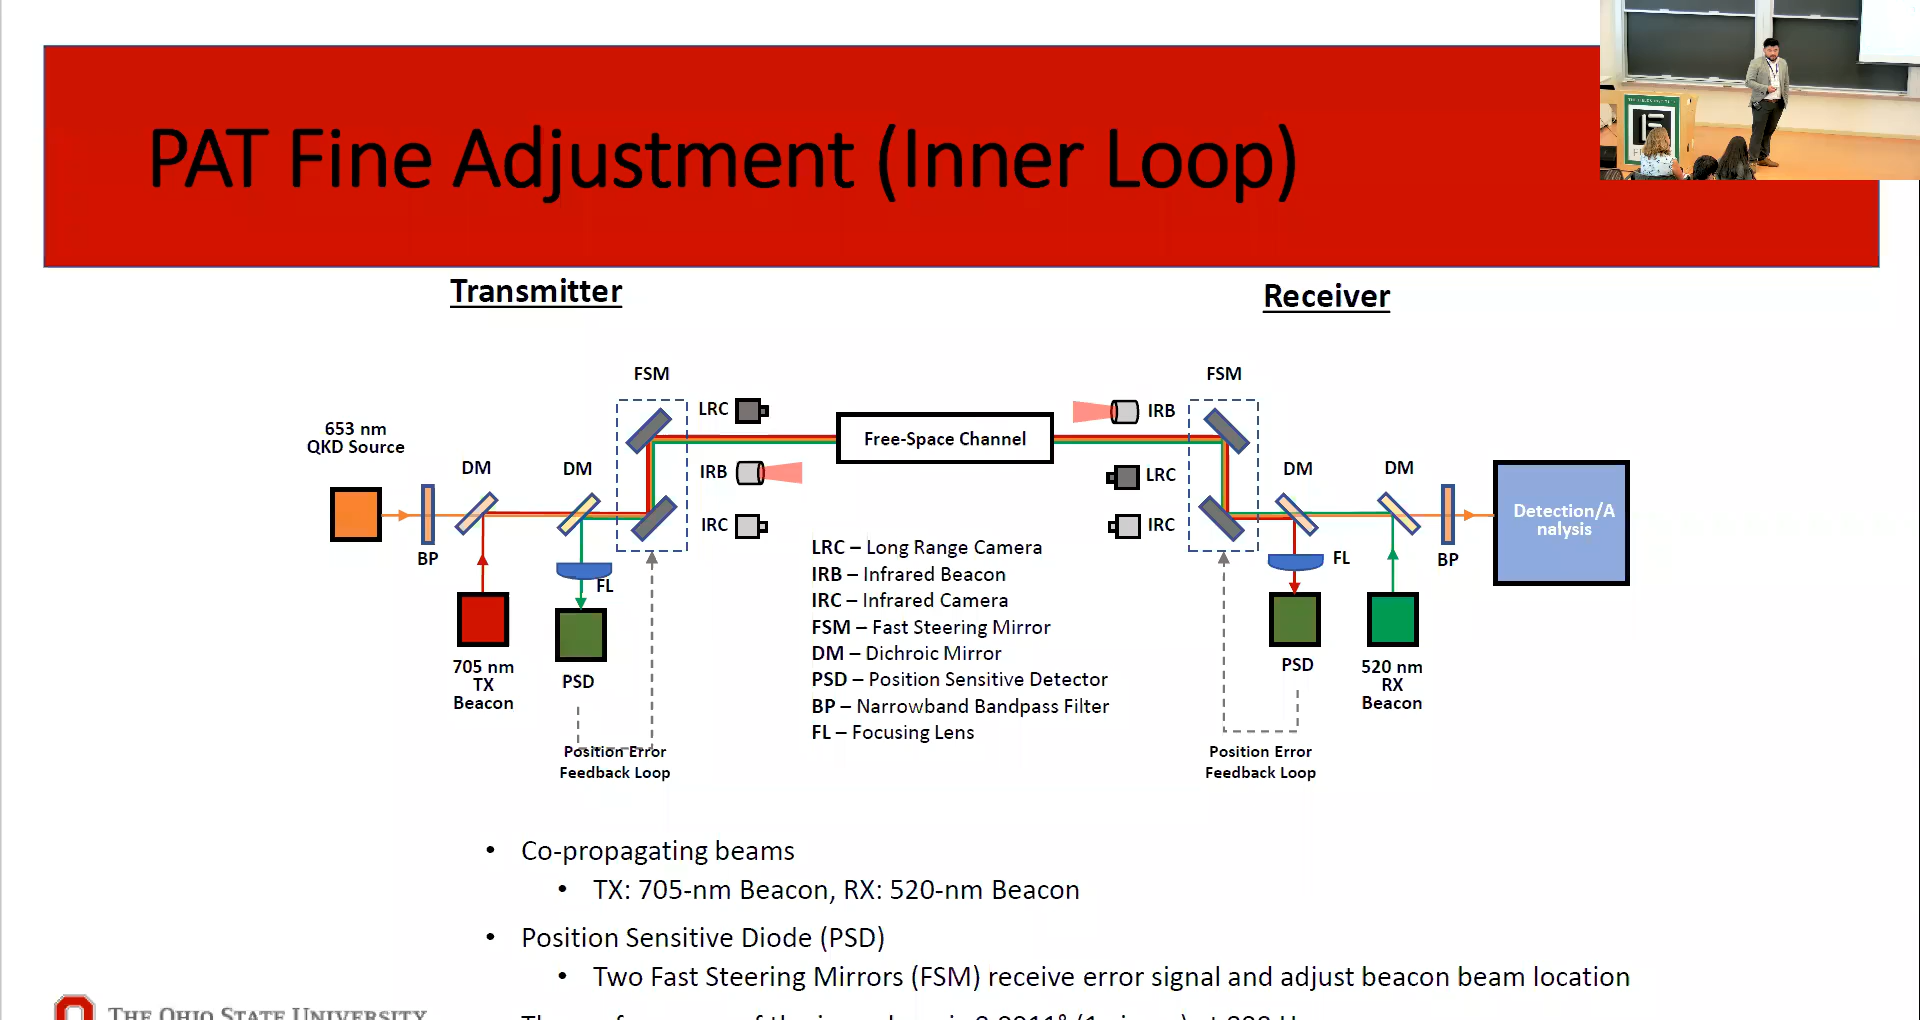 PAT Fine Adjustment (Inner Loop)
Transmitter
Receiver
FSM
FSM
LRC
IRB
653 nm
QKD Source
Free-Space Channel
DM
DM
IRB
LRC
DM
DM
IRC
IRC
Detection/A
nalysis
BP
FL
FL
BP
LRC – Long Range Camera
IRB – Infrared Beacon
IRC – Infrared Camera
FSM – Fast Steering Mirror
DM – Dichroic Mirror
PSD – Position Sensitive Detector
BP – Narrowband Bandpass Filter
FL – Focusing Lens
705 nm
TX
Beacon
PSD
PSD
520 nm
RX
Beacon
Position Error
Feedback Loop
Position Error
Feedback Loop
• Co-propagating beams
• TX: 705-nm Beacon, RX: 520-nm Beacon
• Position Sensitive Diode (PSD)
• Two Fast Steering Mirrors (FSM) receive error signal and adjust beacon beam location
THE OHIO STATE UNIVERSITY